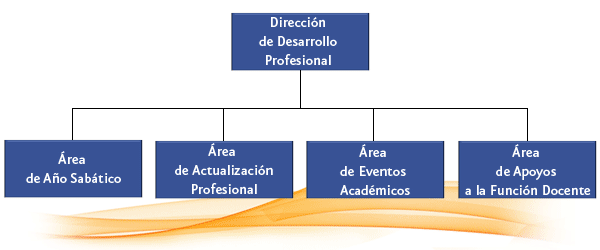 Dirección
de Desarrollo
Profesional
Área
de Año Sabático
Área
de Actualización
Profesional
Área
de Eventos
Académicos
Área
de Apoyos
a la Función Docente